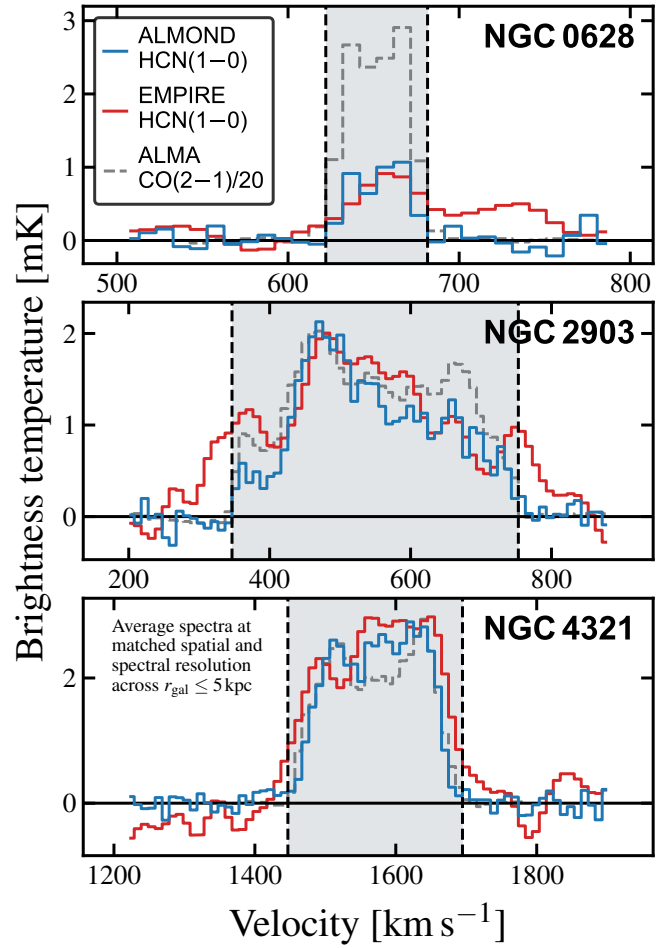 NGC 0628
ALMOND
HCN(1−0)
EMPIRE
HCN(1−0)
ALMA
CO(2−1)/20
3
2
1
0
500 600 700 800
NGC 2903
2
1
0
200 400 600 800
NGC 4321
Average spectra at
matched spatial and
spectral resolution
across r_gal ≤ 5 kpc
2
0
1200 1400 1600 1800
Brightness temperature [mK]
Velocity [km s⁻¹]